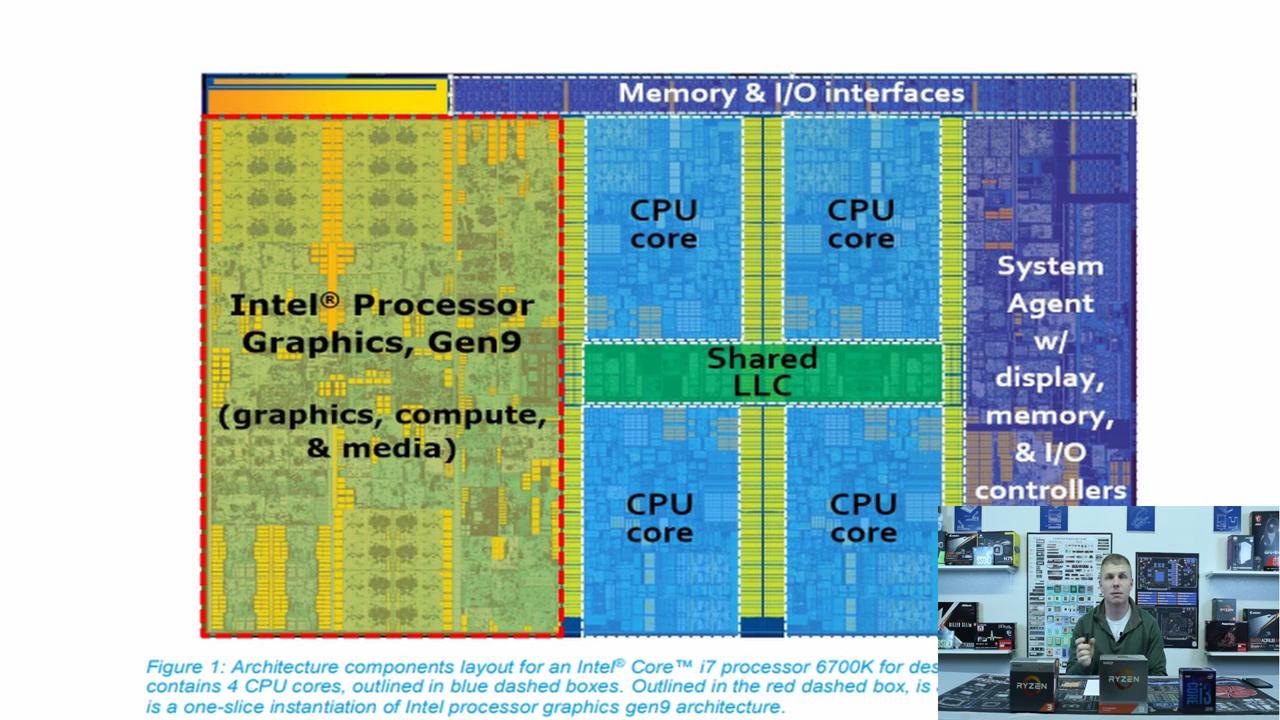 Memory & I/O interfaces
Intel® Processor
Graphics, Gen9
(graphics, compute,
& media)
CPU
core
CPU
core
Shared
LLC
CPU
core
CPU
core
System
Agent
w/
display,
memory,
& I/O
controllers
Figure 1: Architecture components layout for an Intel® Core™ i7 processor 6700K for des
contains 4 CPU cores, outlined in blue dashed boxes. Outlined in the red dashed box, is
is a one-slice instantiation of Intel processor graphics gen9 architecture.
RYZEN
3
RYZEN
CORE
i3